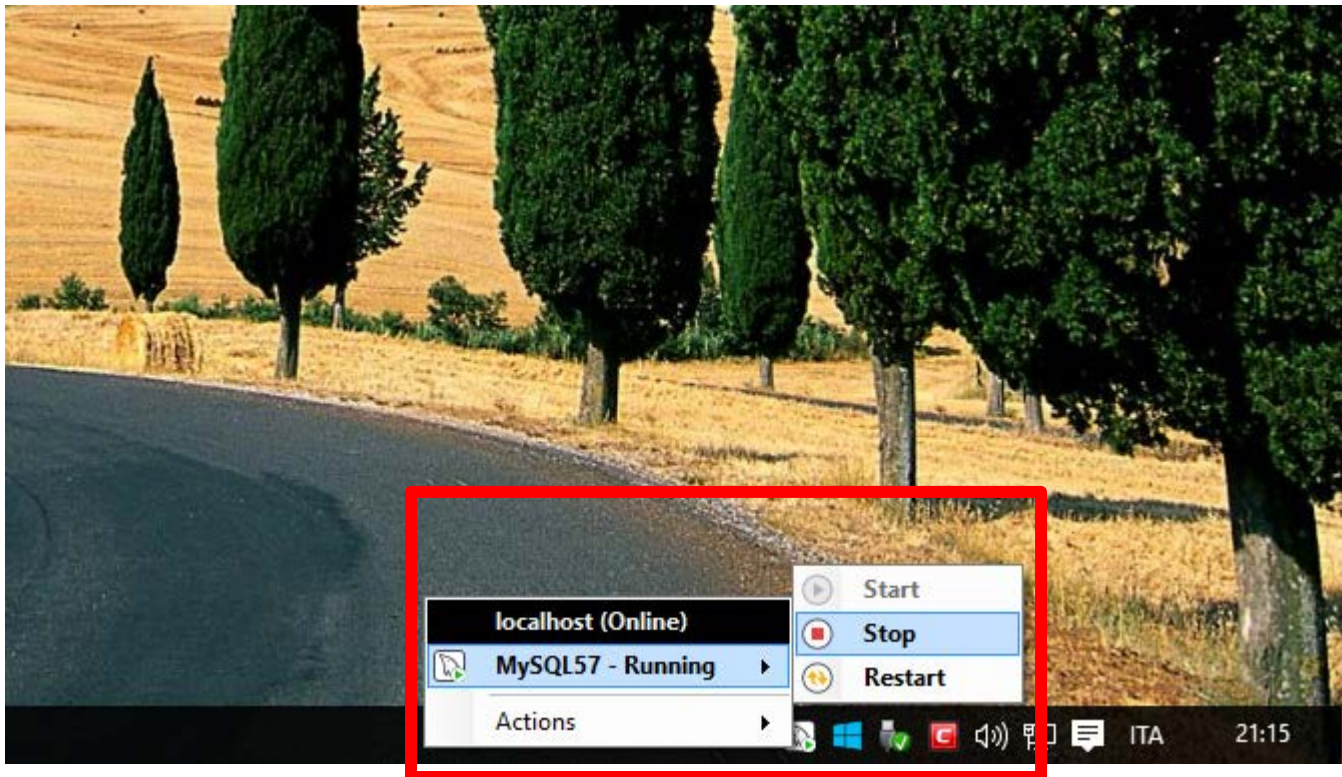 localhost (Online)
MySQL57 - Running
Actions
Start
Stop
Restart
ITA
21:15